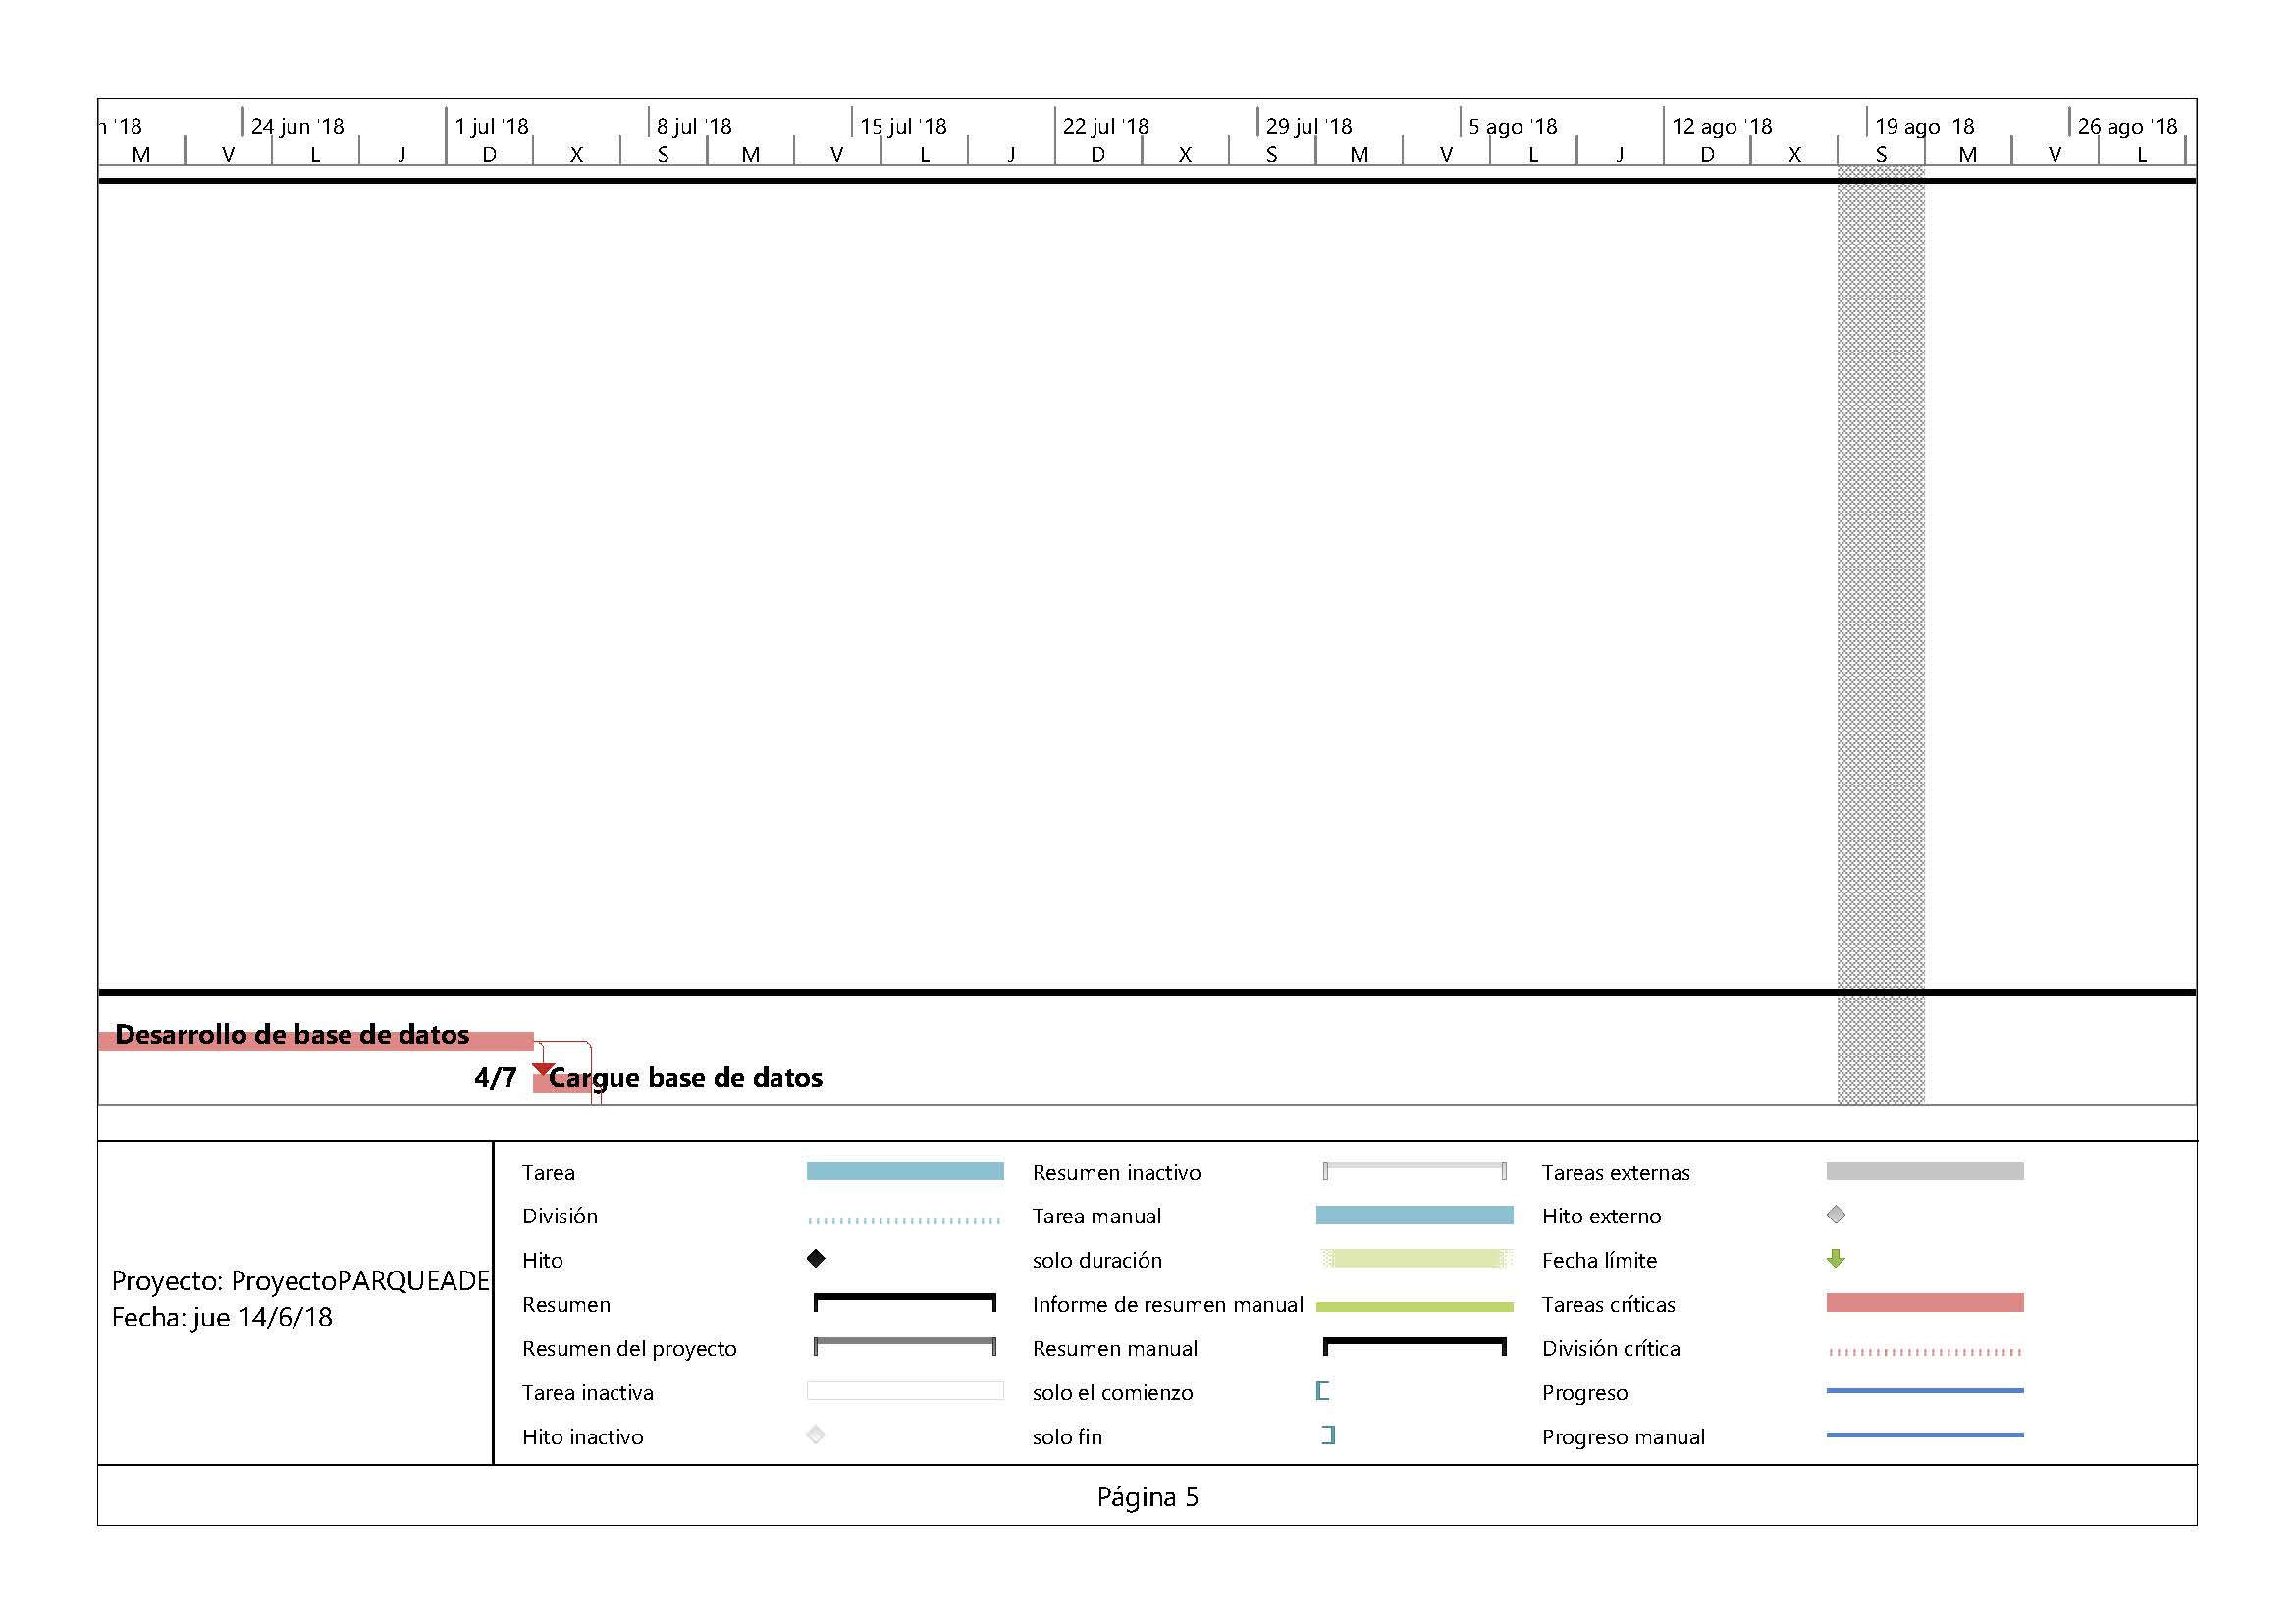 n '18 24 jun '18 1 jul '18 8 jul '18 15 jul '18 22 jul '18 29 jul '18 5 ago '18 12 ago '18 19 ago '18 26 ago '18
M V L J D X S M V L J D X S M V L J D X S M V L
Desarrollo de base de datos
4/7 Cargue base de datos
Proyecto: ProyectoPARQUEADE
Fecha: jue 14/6/18
Tarea
División
Hito
Resumen
Resumen del proyecto
Tarea inactiva
Hito inactivo
Resumen inactivo
Tarea manual
solo duración
Informe de resumen manual
Resumen manual
solo el comienzo
solo fin
Tareas externas
Hito externo
Fecha límite
Tareas críticas
División crítica
Progreso
Progreso manual
Página 5